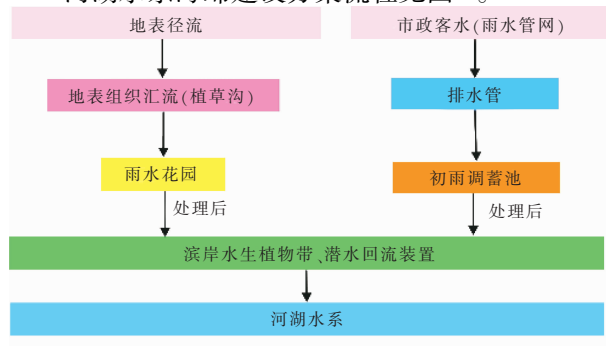 地表径流
市政客水(雨水管网)
地表组织汇流(植草沟)
排水管
雨水花园
初雨调蓄池
处理后
处理后
滨岸水生植物带、潜水回流装置
河湖水系